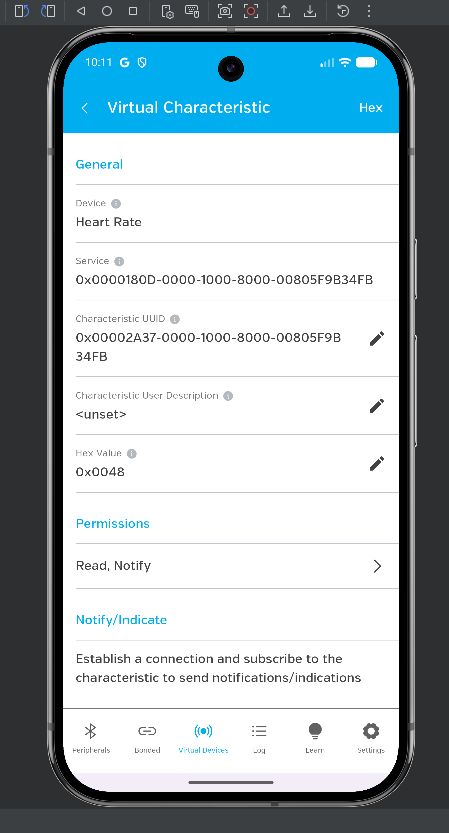 10:11 G
Virtual Characteristic Hex
General
Device
Heart Rate
Service
0x0000180D-0000-1000-8000-00805F9B34FB
Characteristic UUID
0x00002A37-0000-1000-8000-00805F9B
34FB
Characteristic User Description
<unset>
Hex Value
0x0048
Permissions
Read, Notify
Notify/Indicate
Establish a connection and subscribe to the
characteristic to send notifications/indications
Peripherals Bonded Virtual Devices Log Learn Settings